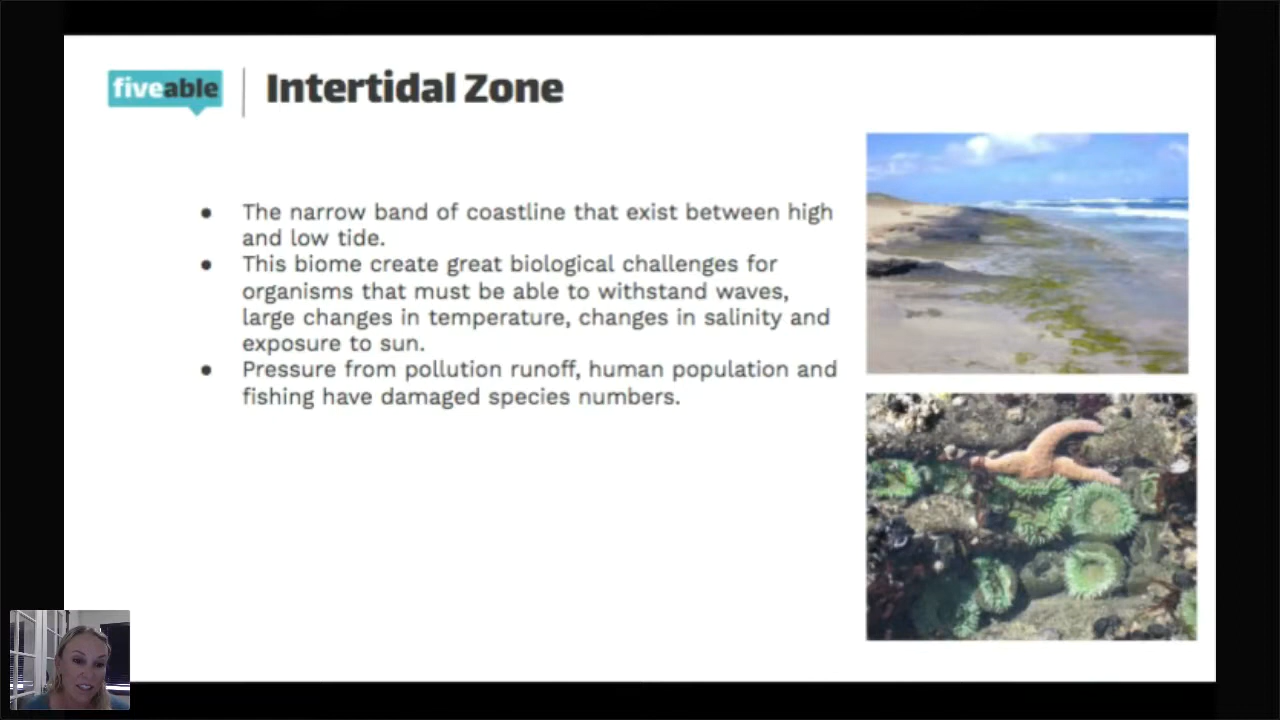 fiveable
Intertidal Zone
● The narrow band of coastline that exist between high
and low tide.
● This biome create great biological challenges for
organisms that must be able to withstand waves,
large changes in temperature, changes in salinity and
exposure to sun.
● Pressure from pollution runoff, human population and
fishing have damaged species numbers.